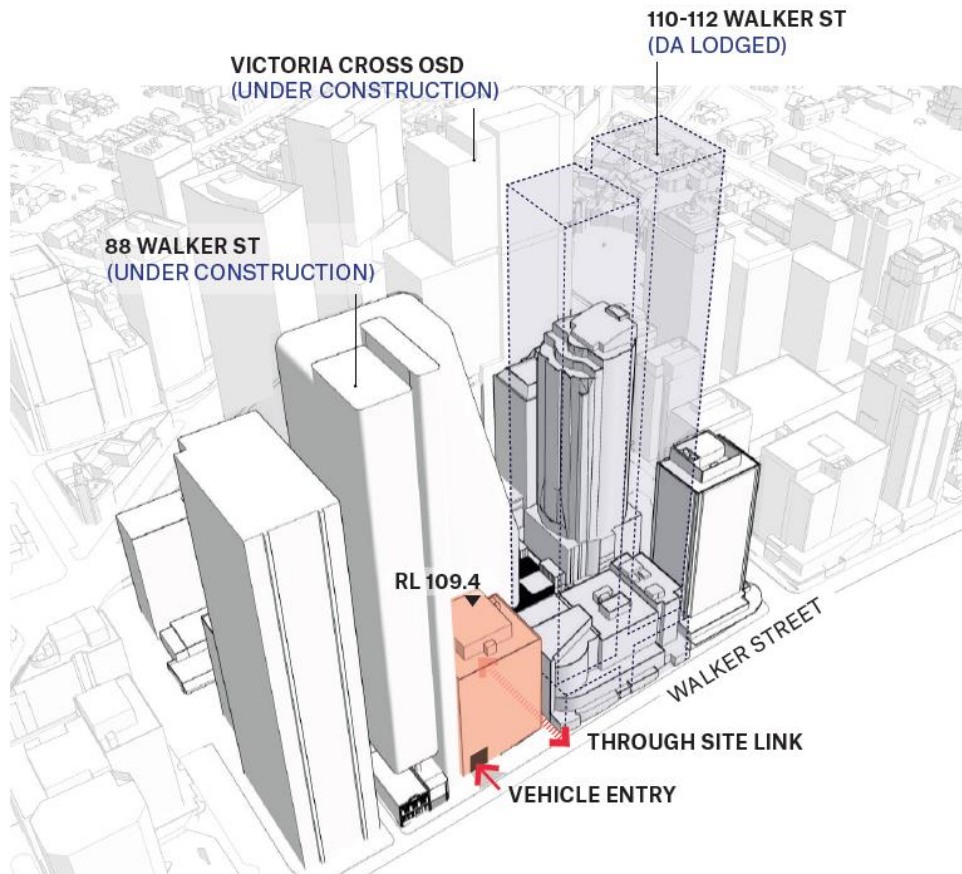 110-112 WALKER ST
(DA LODGED)
VICTORIA CROSS OSD
(UNDER CONSTRUCTION)
88 WALKER ST
(UNDER CONSTRUCTION)
RL 109.4
WALKER STREET
THROUGH SITE LINK
VEHICLE ENTRY